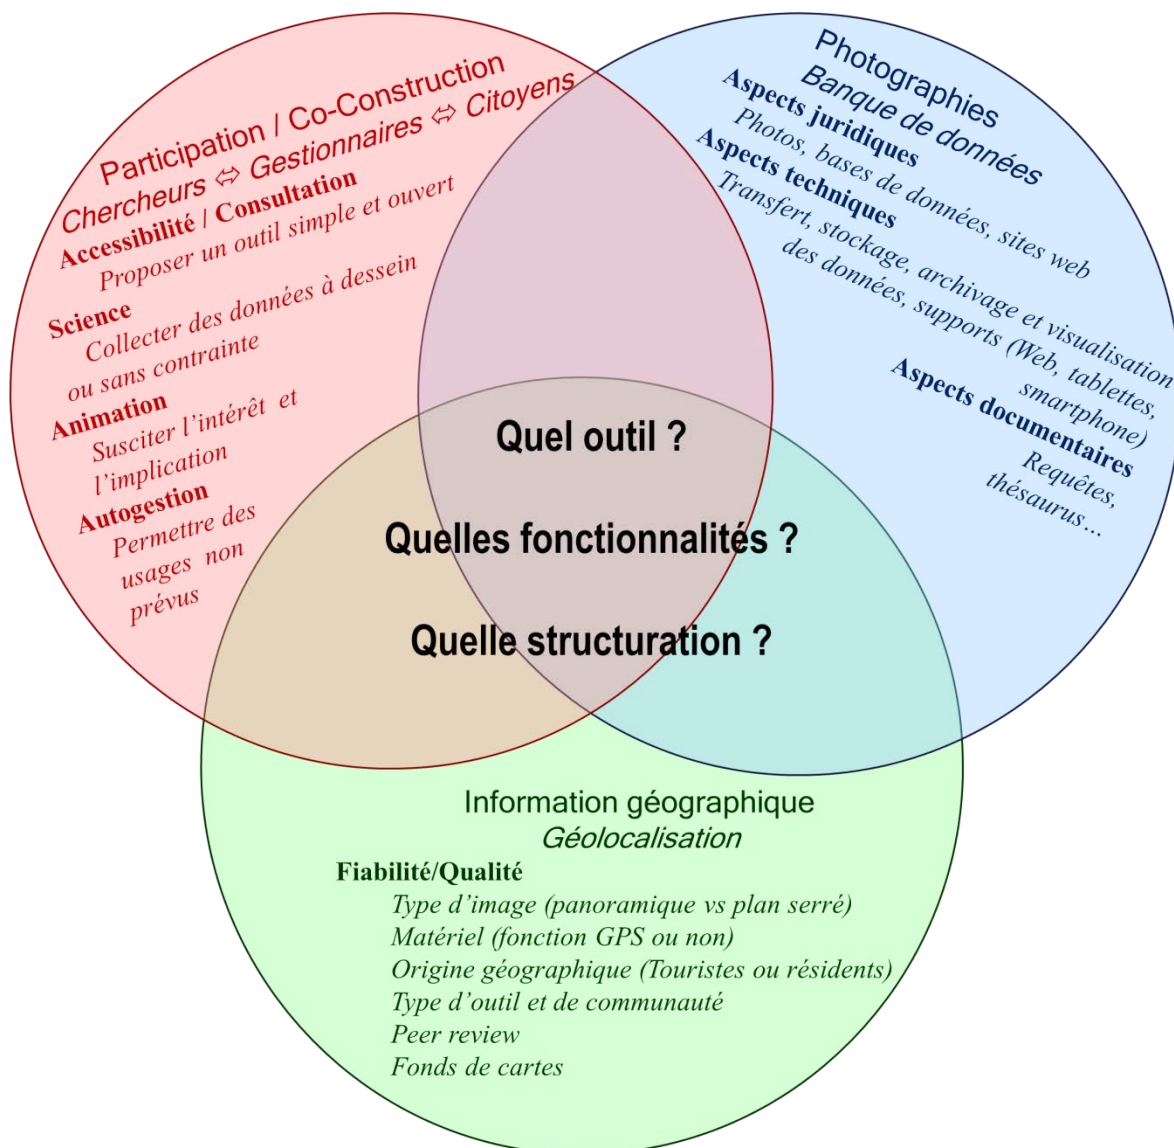 Participation / Co-Construction
Chercheurs ⇔ Gestionnaires ⇔ Citoyens
Accessibilité / Consultation
Proposer un outil simple et ouvert
Science
Collecter des données à dessein
ou sans contrainte
Animation
Susciter l’intérêt et
l’implication
Autogestion
Permettre des
usages non
prévus
Photographies
Banque de données
Aspects juridiques
Photos, bases de données, sites web
Aspects techniques
Transfert, stockage, archivage et visualisation
des données, supports (Web, tablettes,
smartphone)
Aspects documentaires
Requêtes,
thésaurus…
Quel outil ?
Quelles fonctionnalités ?
Quelle structuration ?
Information géographique
Géolocalisation
Fiabilité/Qualité
Type d’image (panoramique vs plan serré)
Matériel (fonction GPS ou non)
Origine géographique (Touristes ou résidents)
Type d’outil et de communauté
Peer review
Fonds de cartes